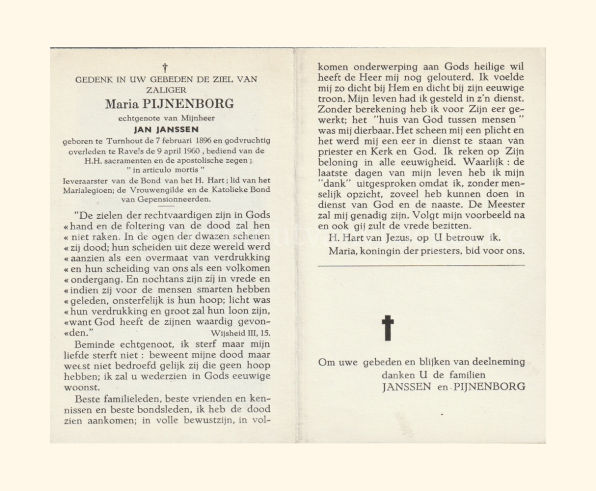 †
GEDENK IN UW GEBEDEN DE ZIEL VAN
ZALIGER
Maria PIJNENBORG
echtgenote van Mijnheer
JAN JANSSEN
geboren te Turnhout de 7 februari 1896 en godvruchtig
overleden te Rave's de 9 april 1960, bediend van de
H.H. sacramenten en de apostolische zegen ;
" in articulo mortis "
leveraarster van de Bond van het H. Hart ; lid van het
Marialegioen; de Vrouwengilde en de Katolieke Bond
van Gepensionneerden.
"De zielen der rechtvaardigen zijn in Gods
« hand en de foltering van de dood zal hen
« niet raken. In de ogen der dwazen schenen
« zij dood; hun scheiden uit deze wereld werd
« aanzien als een overmaat van verdrukking
« en hun scheiding van ons als een volkomen
« ondergang. En nochtans zijn zij in vrede en
« indien zij voor de mensen smarten hebben
« geleden, onsterfelijk is hun hoop; licht was
« hun verdrukking en groot zal hun loon zijn,
« want God heeft de zijnen waardig gevon-
« den." Wijsheid III, 15.
Beminde echtgenoot, ik sterf maar mijn
liefde sterft niet : beweent mijne dood maar
weest niet bedroefd gelijk zij die geen hoop
hebben; ik zal u wederzien in Gods eeuwige
woonst.
Beste familieleden, beste vrienden en ken-
nissen en beste bondsleden, ik heb de dood
zien aankomen; in volle bewustzijn, in vol-
komen onderwerping aan Gods heilige wil
heeft de Heer mij nog gelouterd. Ik voelde
mij zo dicht bij Hem en dicht bij zijn eeuwige
troon. Mijn leven had ik gesteld in z'n dienst.
Zonder berekening heb ik voor Zijn eer ge-
werkt; het "huis van God tussen mensen"
was mij dierbaar. Het scheen mij een plicht en
het werd mij een eer in dienst te staan van
priester en Kerk en God. Ik reken op Zijn
beloning in alle eeuwigheid. Waarlijk : de
laatste dagen van mijn leven heb ik mijn
"dank" uitgesproken omdat ik, zonder men-
selijk opzicht, zoveel heb kunnen doen in
dienst van God en de naaste. De Meester
zal mij genadig zijn. Volgt mijn voorbeeld na
en ook gij zult de vrede bezitten.
H. Hart van Jezus, op U betrouw ik.
Maria, koningin der priesters, bid voor ons.
Om uwe gebeden en blijken van deelneming
danken U de familien
JANSSEN en PIJNENBORG